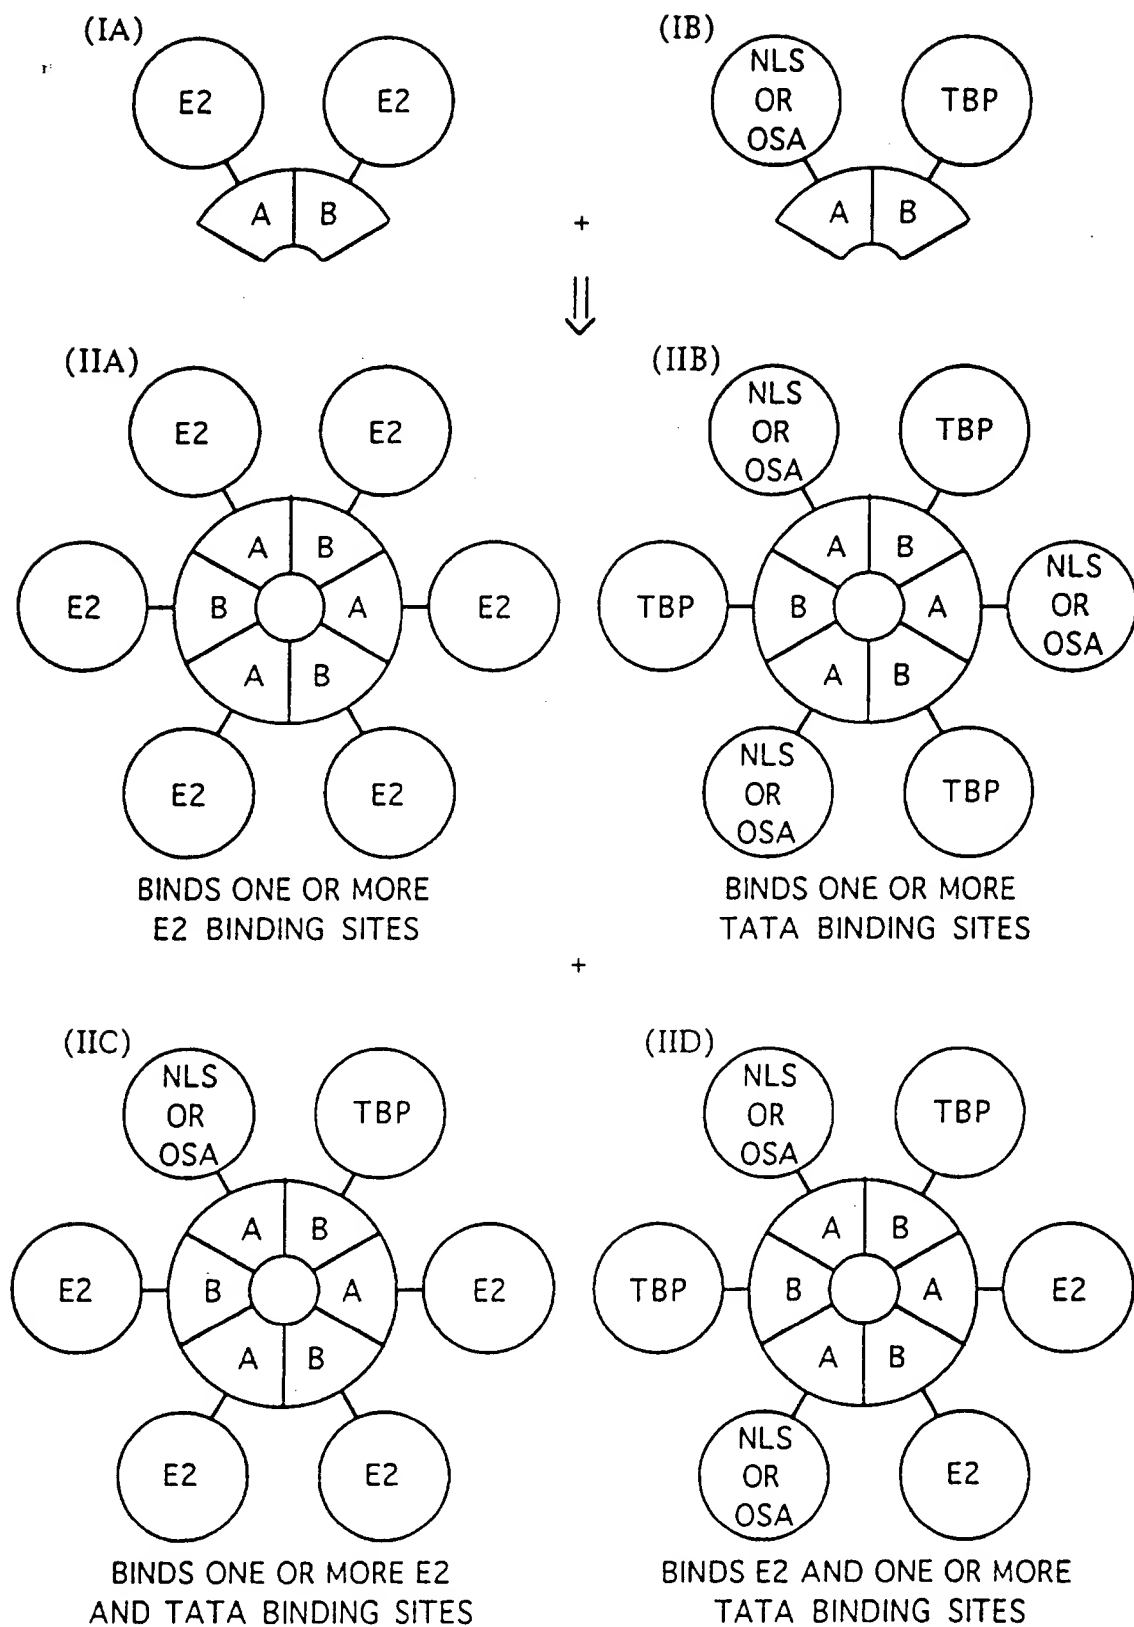 (IA)
(IB)
E2
E2
NLS
OR
OSA
TBP
A
B
+
A
B
(IIA)
(IIB)
E2
E2
NLS
OR
OSA
TBP
A
B
A
B
E2
B
A
E2
TBP
B
A
NLS
OR
OSA
A
B
A
B
E2
E2
NLS
OR
OSA
TBP
BINDS ONE OR MORE
E2 BINDING SITES
BINDS ONE OR MORE
TATA BINDING SITES
+
(IIC)
(IID)
NLS
OR
OSA
TBP
NLS
OR
OSA
TBP
A
B
A
B
E2
B
A
E2
TBP
B
A
E2
A
B
A
B
E2
E2
NLS
OR
OSA
E2
BINDS ONE OR MORE E2
AND TATA BINDING SITES
BINDS E2 AND ONE OR MORE
TATA BINDING SITES